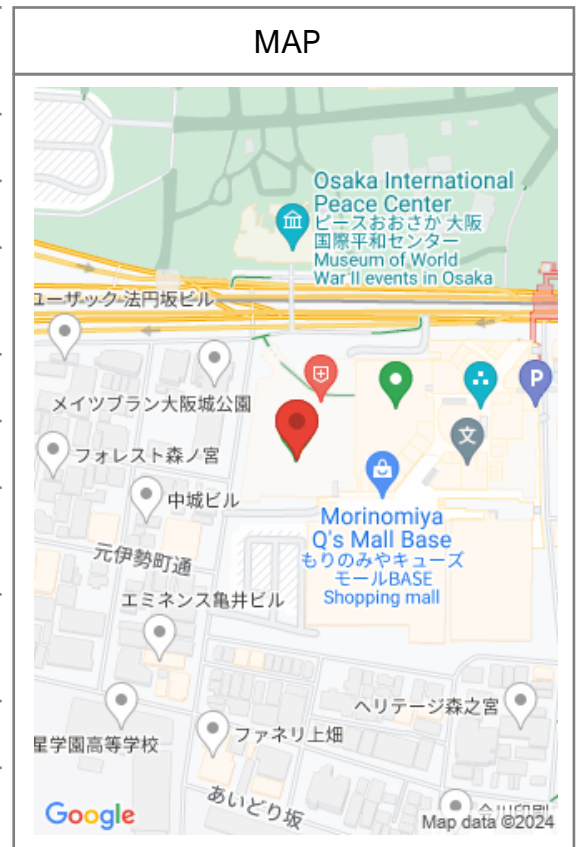 MAP
Osaka International
Peace Center
ピースおおさか 大阪
国際平和センター
Museum of World
War II events in Osaka
ユーザック 法円坂ビル
メイツブラン大阪城公園
P
文
フォレスト森ノ宮
中城ビル
Morinomiya
Q's Mall Base
もりのみやキューズ
モールBASE
Shopping mall
元伊勢町通
エミネンス亀井ビル
ヘリテージ森之宮
星学園高等学校
ファネリ上畑
あいどり坂
Google
Map data ©2024